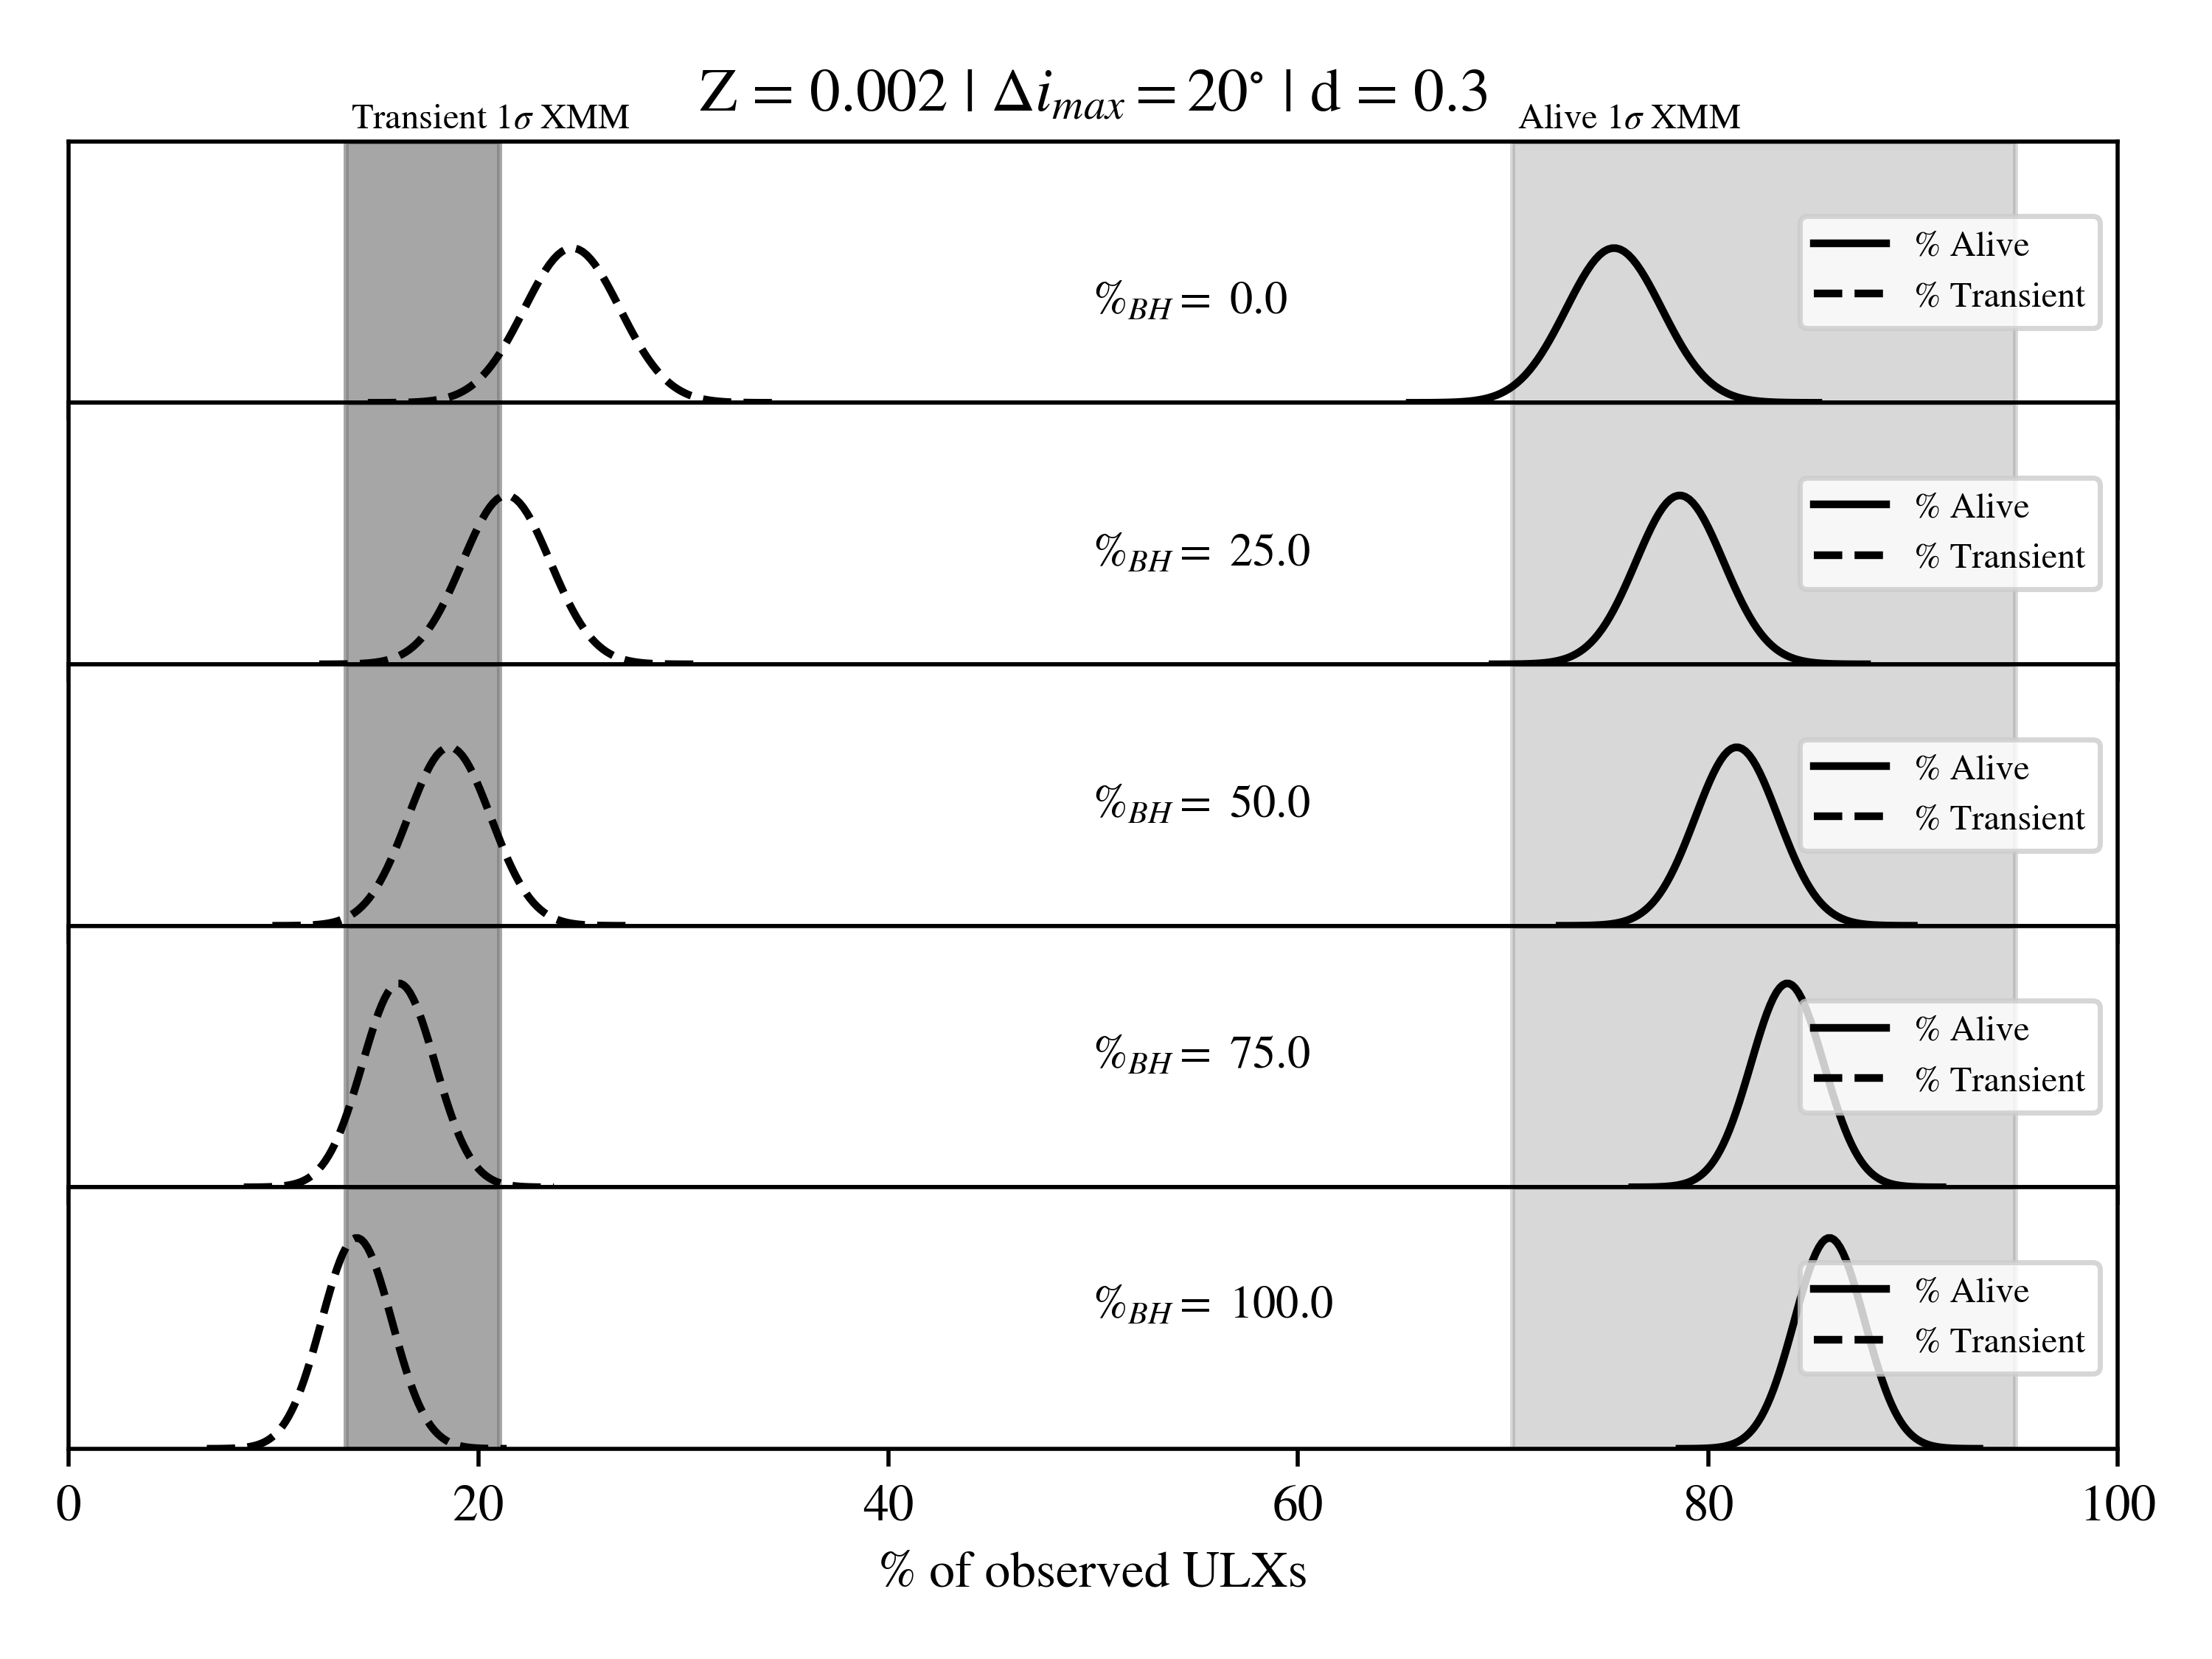 Z = 0.002 | Δi_max = 20° | d = 0.3
Transient 1σ XMM
Alive 1σ XMM
%_BH = 0.0
% Alive
% Transient
%_BH = 25.0
% Alive
% Transient
%_BH = 50.0
% Alive
% Transient
%_BH = 75.0
% Alive
% Transient
%_BH = 100.0
% Alive
% Transient
0 20 40 60 80 100
% of observed ULXs